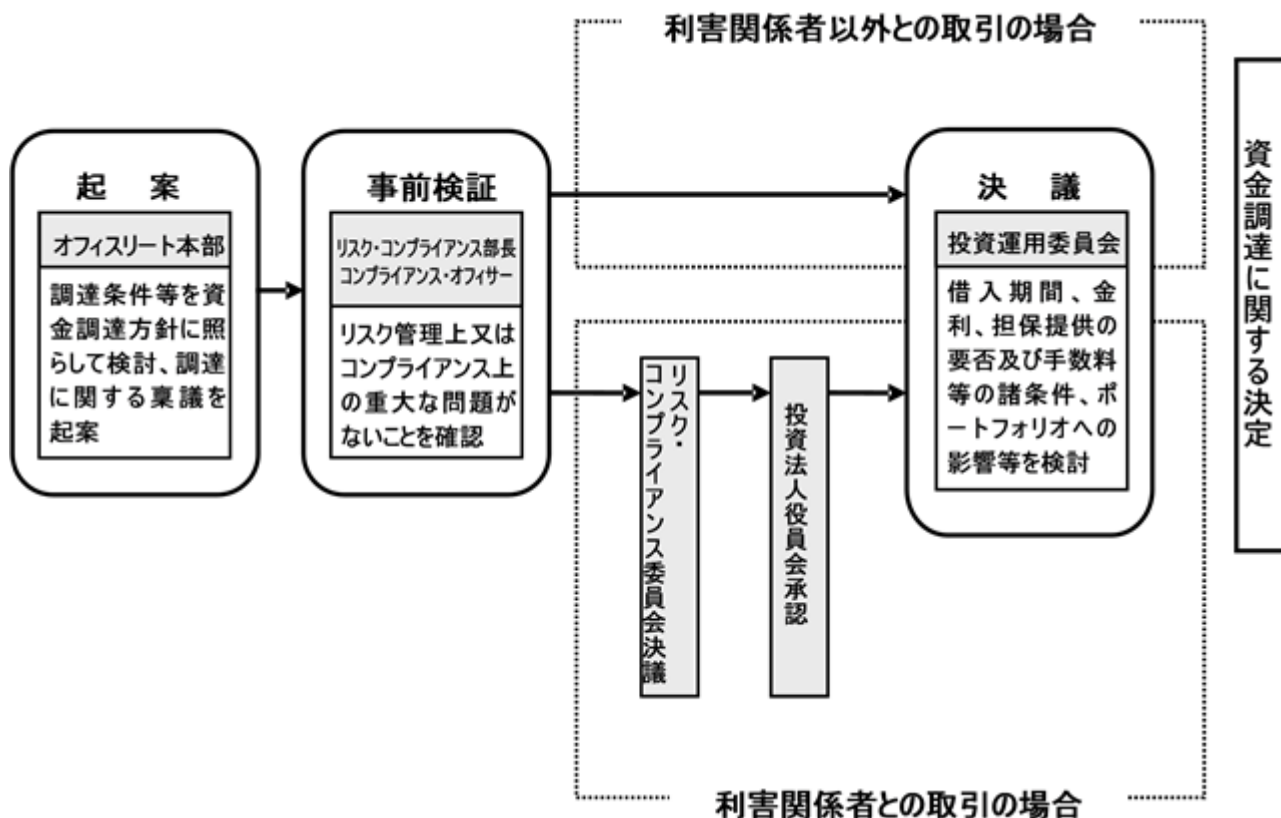 利害関係者以外との取引の場合
起　案
オフィスリート本部
調達条件等を資
金調達方針に照
らして検討、調達
に関する稟議を
起案
事前検証
リスク・コンプライアンス部長
コンプライアンス・オフィサー
リスク管理上又は
コンプライアンス上
の重大な問題が
ないことを確認
リスク・
コンプライアンス委員会決議
投資法人役員会承認
決　議
投資運用委員会
借入期間、金
利、担保提供の
要否及び手数料
等の諸条件、ポ
ートフォリオへの
影響等を検討
資金調達に関する決定
利害関係者との取引の場合